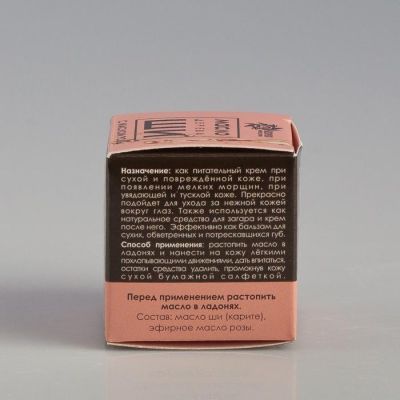 МАСЛО
ШИ
Назначение: как питательный крем при
сухой и повреждённой коже, при
появлении мелких морщин, при
увядающей и тусклой коже. Прекрасно
подойдет для ухода за нежной кожей
вокруг глаз. Также используется как
натуральное средство для загара и крем
после него. Эффективно как бальзам для
сухих, обветренных и потрескавшихся губ.
Способ применения: растопить масло в
ладонях и нанести на кожу лёгкими
похлопывающими движениями, дать впитаться,
остатки средства удалить, промокнув кожу
сухой бумажной салфеткой.
Перед применением растопить
масло в ладонях.
Состав: масло ши (карите),
эфирное масло розы.